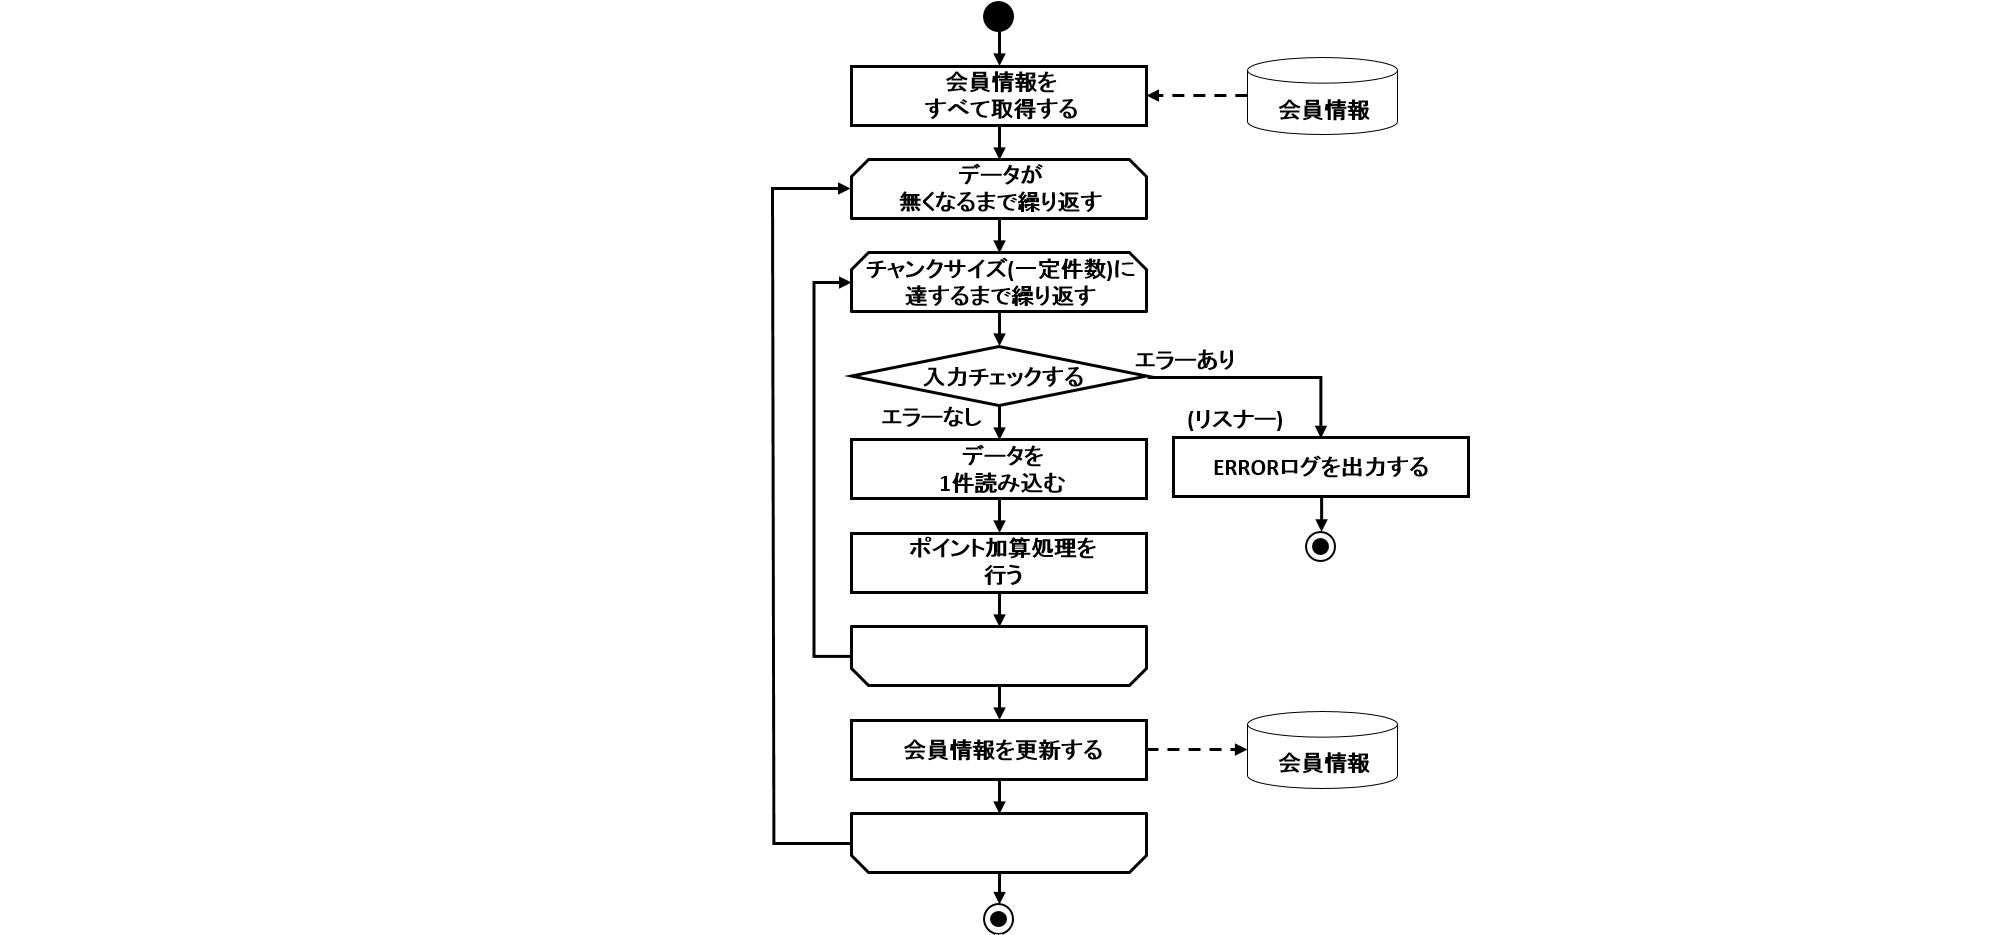 会員情報を
すべて取得する
会員情報
データが
無くなるまで繰り返す
チャンクサイズ(一定件数)に
達するまで繰り返す
エラーあり
入力チェックする
エラーなし
(リスナー)
データを
1件読み込む
ERRORログを出力する
ポイント加算処理を
行う
会員情報を更新する
会員情報